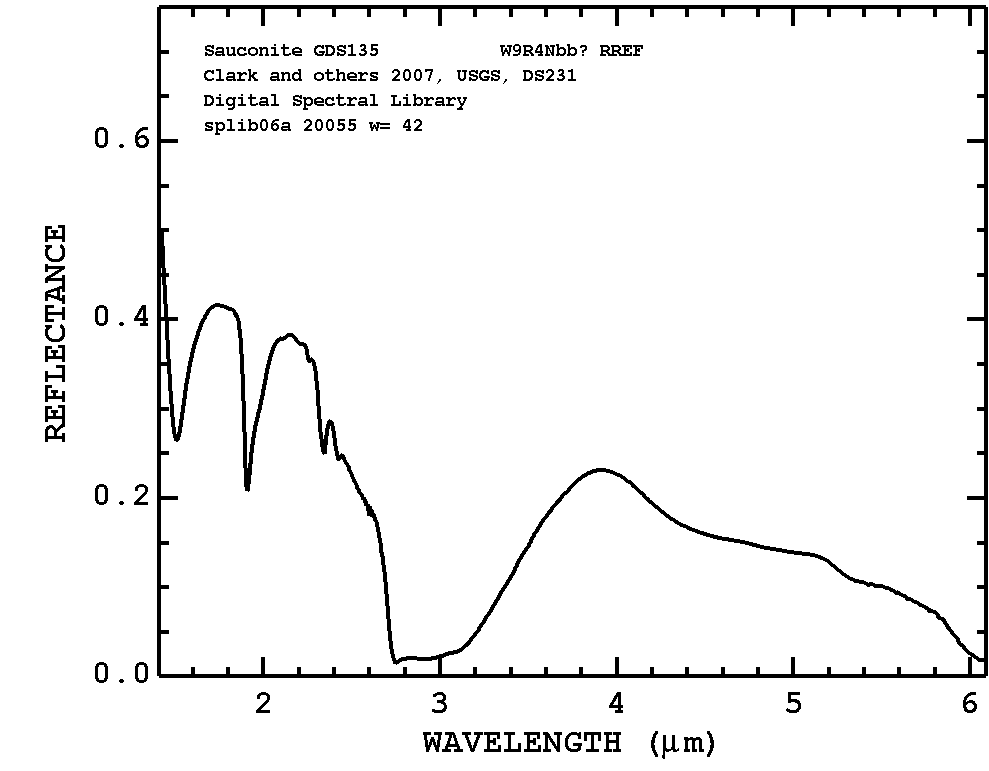 Sauconite GDS135 W9R4Nbb? RREF
Clark and others 2007, USGS, DS231
Digital Spectral Library
splib06a 20055 w= 42
0.6
0.4
0.2
0.0
REFLECTANCE
2 3 4 5 6
WAVELENGTH (μm)